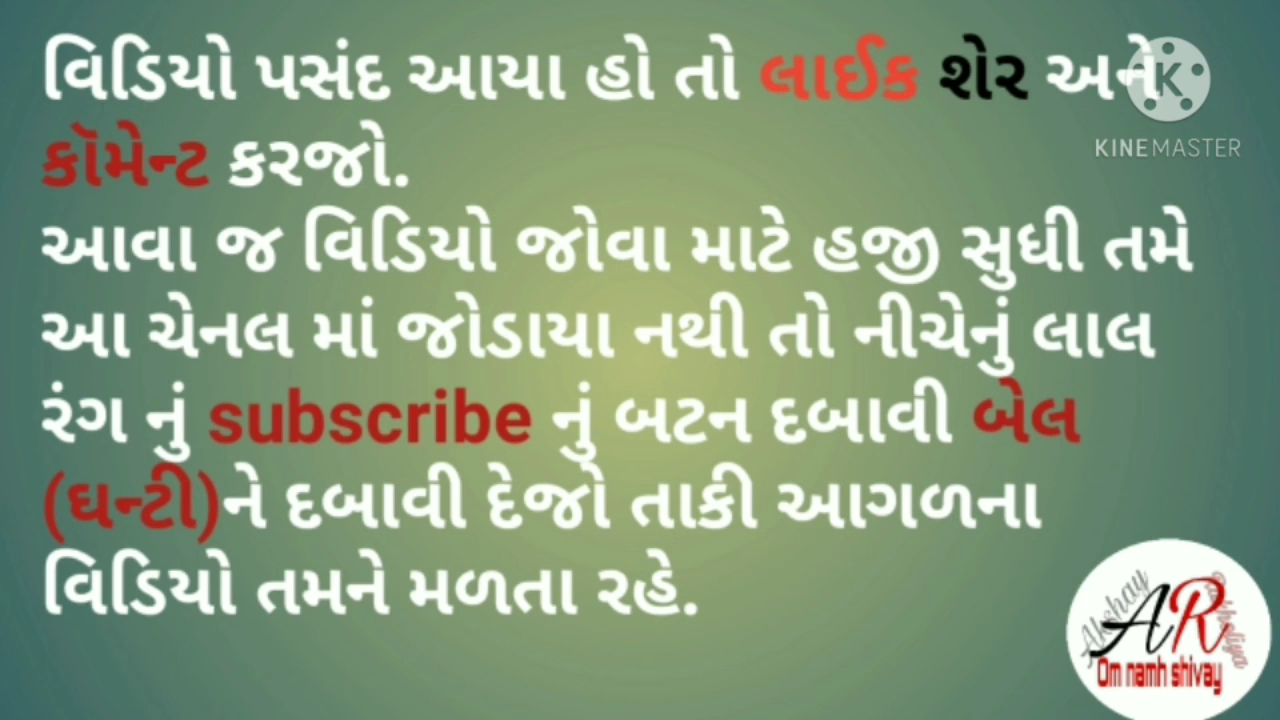 વિડિયો પસંદ આયા હો તો લાઈક શેર અને
કૉમેન્ટ કરજો.
આવા જ વિડિયો જોવા માટે હજી સુધી તમે
આ ચેનલ માં જોડાયા નથી તો નીચેનું લાલ
રંગ નું subscribe નું બટન દબાવી બેલ
(ઘન્ટી)ને દબાવી દેજો તાકી આગળના
વિડિયો તમને મળતા રહે.
K
KINEMASTER
Akshay
AR
Om namh shivay